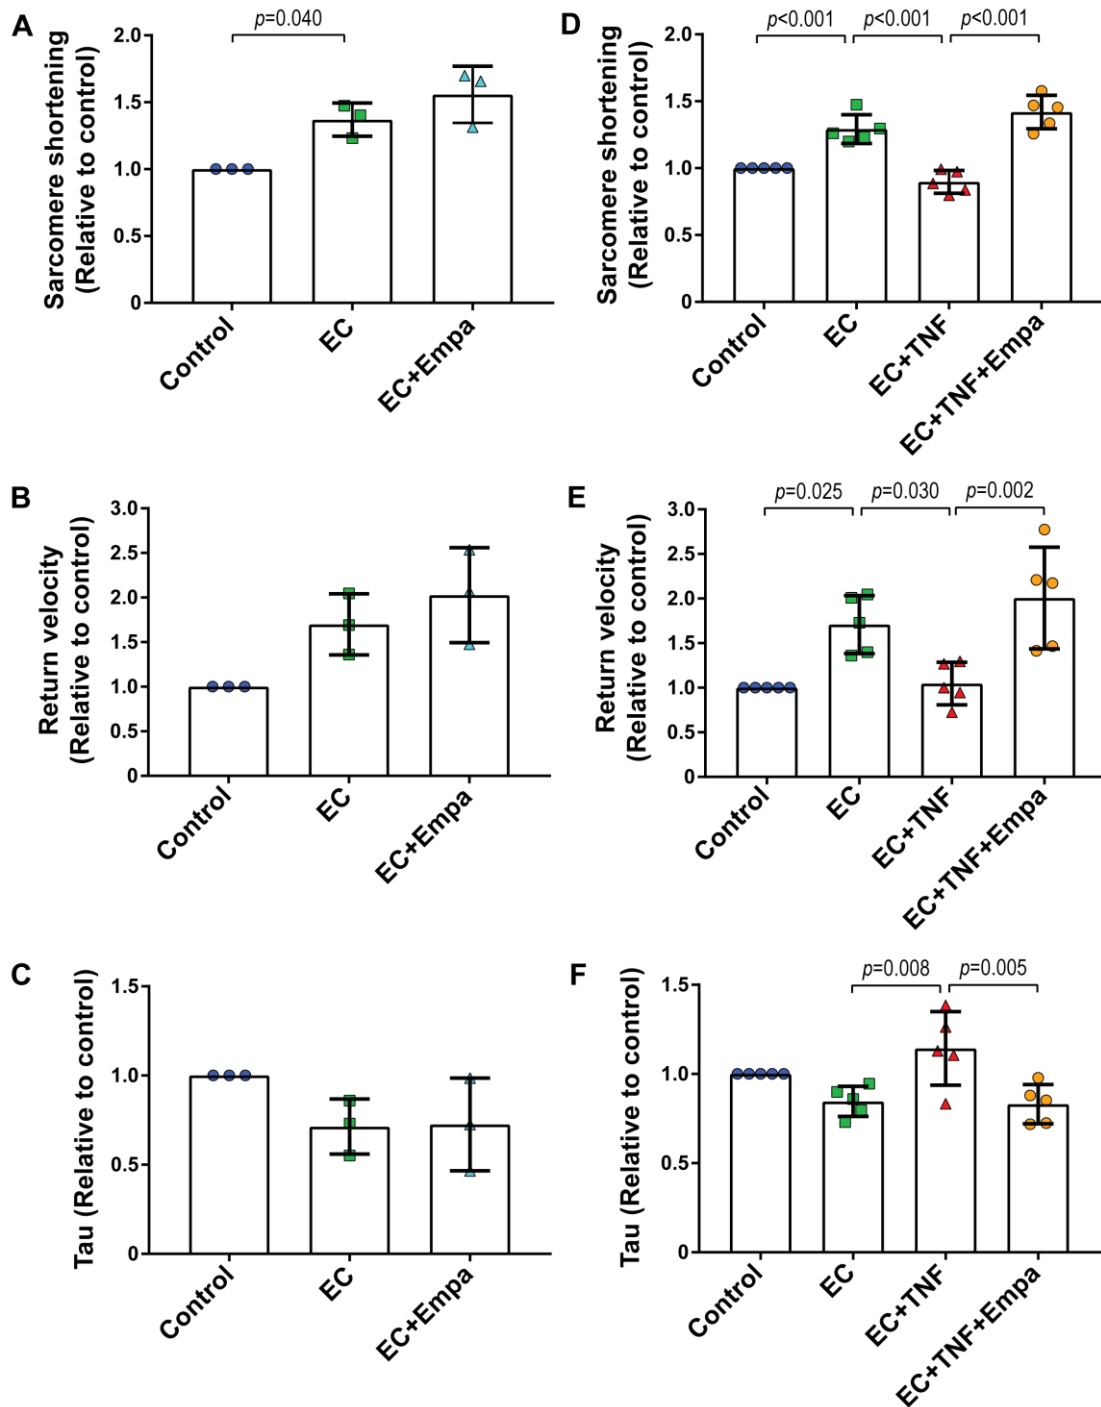 A
p=0.040
Sarcomere shortening
(Relative to control)
2.0
1.5
1.0
0.5
0
Control
EC
EC+Empa
D
p<0.001
p<0.001
p<0.001
Sarcomere shortening
(Relative to control)
2.0
1.5
1.0
0.5
0
Control
EC
EC+TNF
EC+TNF+Empa
B
Return velocity
(Relative to control)
3.0
2.5
2.0
1.5
1.0
0.5
0
Control
EC
EC+Empa
E
p=0.025
p=0.030
p=0.002
Return velocity
(Relative to control)
3.0
2.5
2.0
1.5
1.0
0.5
0
Control
EC
EC+TNF
EC+TNF+Empa
C
Tau (Relative to control)
1.5
1.0
0.5
0
Control
EC
EC+Empa
F
p=0.008
p=0.005
Tau (Relative to control)
1.5
1.0
0.5
0
Control
EC
EC+TNF
EC+TNF+Empa